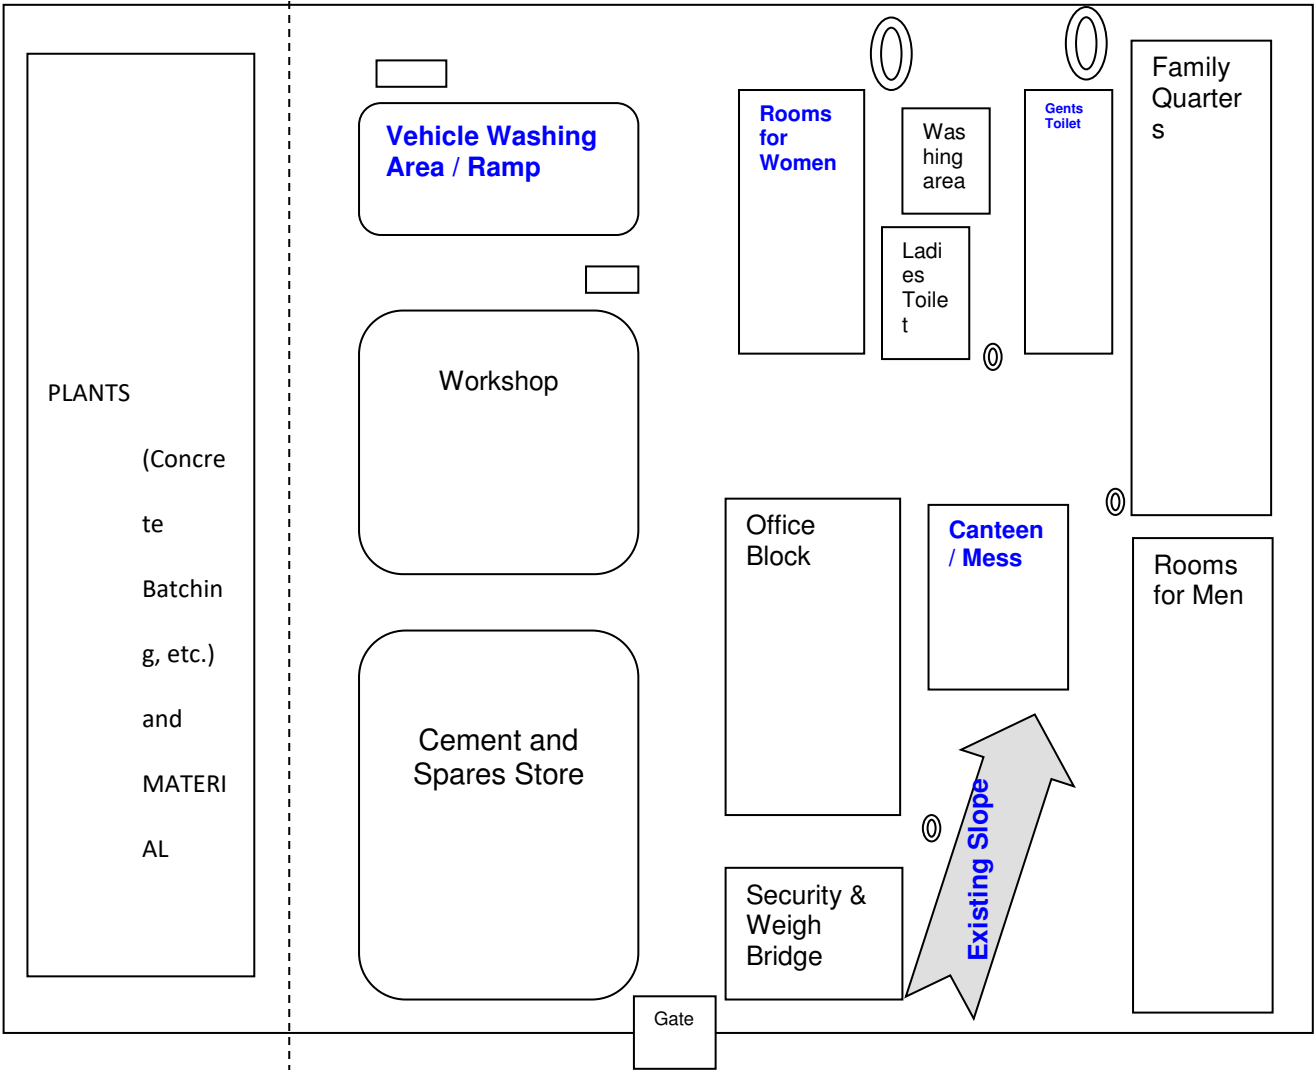 PLANTS
(Concre
te
Batchin
g, etc.)
and
MATERI
AL
Vehicle Washing
Area / Ramp
Workshop
Cement and
Spares Store
Rooms
for
Women
Was
hing
area
Ladi
es
Toile
t
Gents
Toilet
Family
Quarter
s
Office
Block
Canteen
/ Mess
Rooms
for Men
Existing Slope
Security &
Weigh
Bridge
Gate